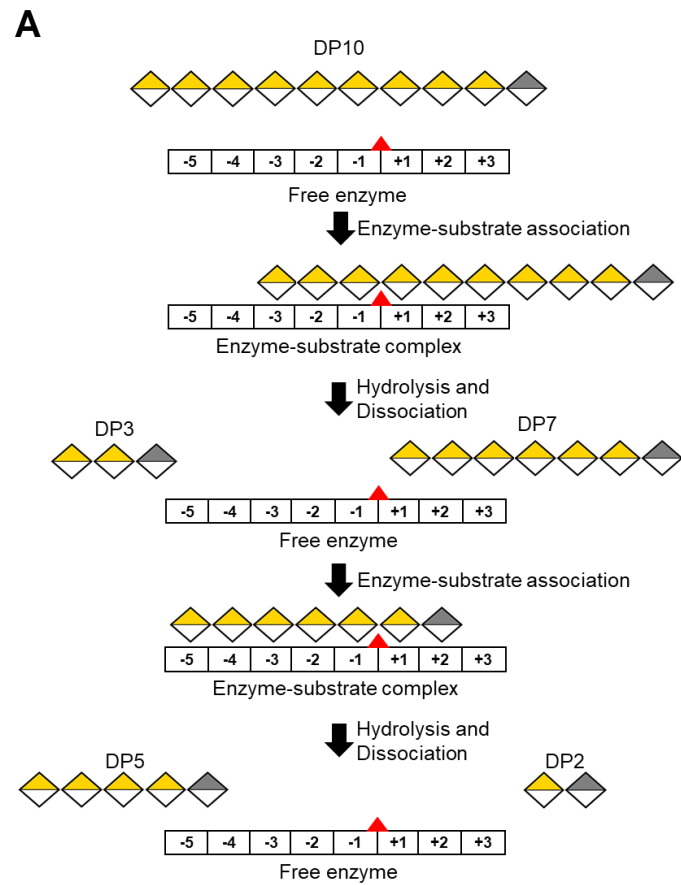 A
DP10
-5 -4 -3 -2 -1 +1 +2 +3
Free enzyme
Enzyme-substrate association
-5 -4 -3 -2 -1 +1 +2 +3
Enzyme-substrate complex
Hydrolysis and
Dissociation
DP3
DP7
-5 -4 -3 -2 -1 +1 +2 +3
Free enzyme
Enzyme-substrate association
-5 -4 -3 -2 -1 +1 +2 +3
Enzyme-substrate complex
Hydrolysis and
Dissociation
DP5
DP2
-5 -4 -3 -2 -1 +1 +2 +3
Free enzyme